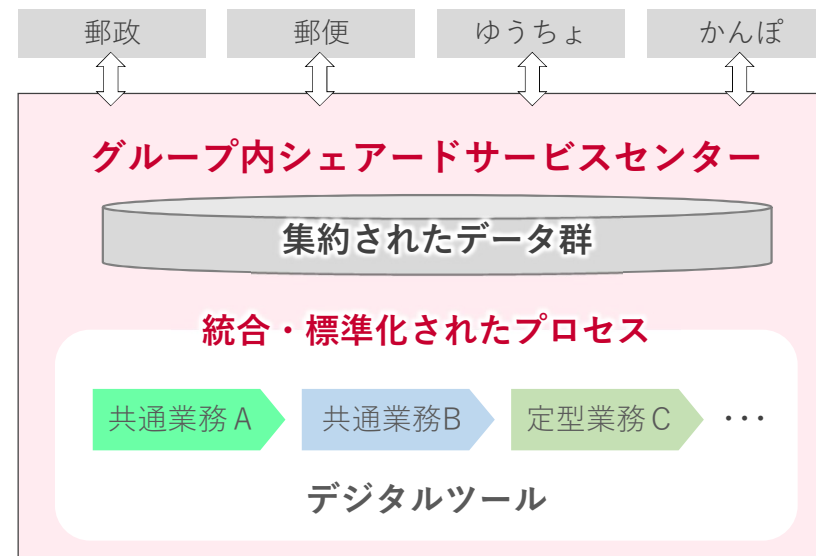 郵政
郵便
ゆうちょ
かんぽ
グループ内シェアードサービスセンター
集約されたデータ群
統合・標準化されたプロセス
共通業務A
共通業務B
定型業務C
・・・
デジタルツール